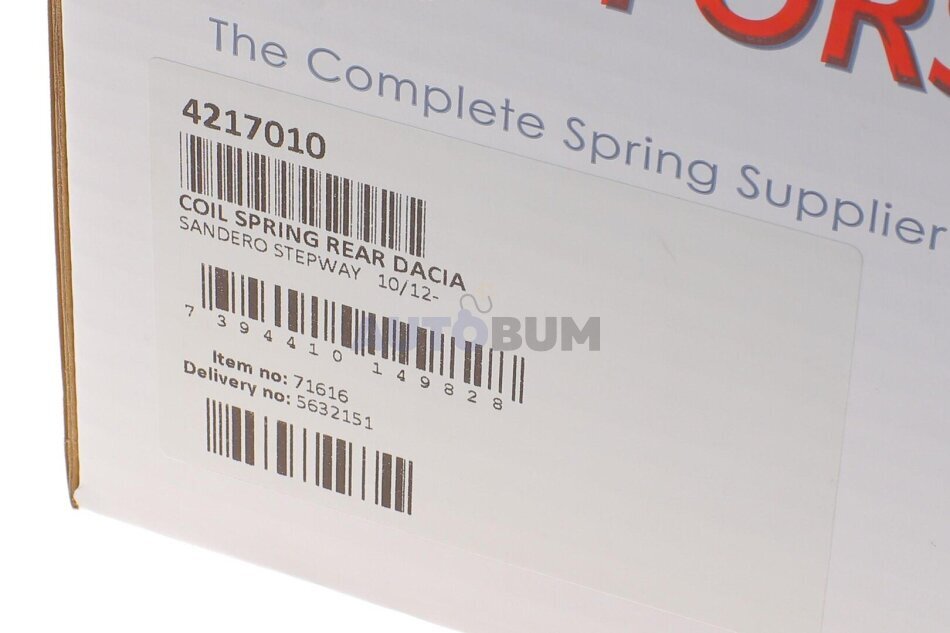 The Complete Spring Supplier
4217010
COIL SPRING REAR DACIA
SANDERO STEPWAY 10/12-
7 394410 149828
AUTOBUM
Item no: 71616
Delivery no: 5632151